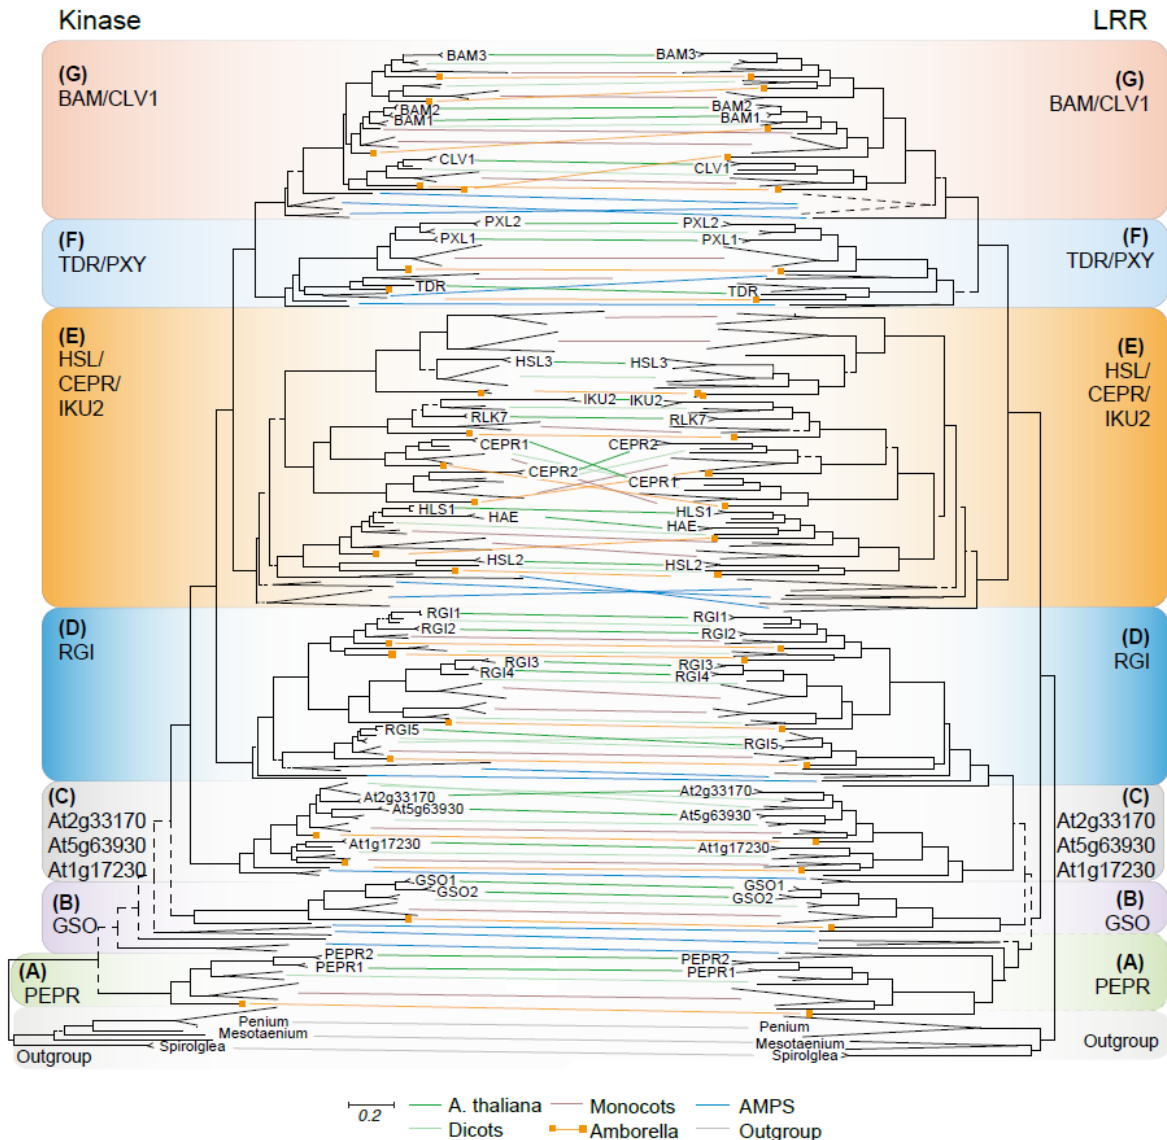 Kinase LRR
(G)
BAM/CLV1
(G)
BAM/CLV1
BAM3 BAM3
BAM2 BAM2
BAM1 BAM1
CLV1 CLV1
(F)
TDR/PXY
(F)
TDR/PXY
PXL2 PXL2
PXL1 PXL1
TDR TDR
(E)
HSL/
CEPR/
IKU2
(E)
HSL/
CEPR/
IKU2
HSL3 HSL3
IKU2 IKU2
RLK7 RLK7
CEPR1 CEPR2
CEPR2 CEPR1
HLS1 HLS1
HAE HAE
HSL2 HSL2
(D)
RGI
(D)
RGI
RGI1 RGI1
RGI2 RGI2
RGI3 RGI3
RGI4 RGI4
RGI5 RGI5
(C)
At2g33170
At5g63930
At1g17230
(C)
At2g33170
At5g63930
At1g17230
At2g33170 At2g33170
At5g63930 At5g63930
At1g17230 At1g17230
(B)
GSO
(B)
GSO
GSO1 GSO1
GSO2 GSO2
(A)
PEPR
(A)
PEPR
PEPR2 PEPR2
PEPR1 PEPR1
Penium Penium
Mesotaenium Mesotaenium
Spirolglea Spirolglea
Outgroup Outgroup
0.2
A. thaliana Monocots AMPS
Dicots Amborella Outgroup